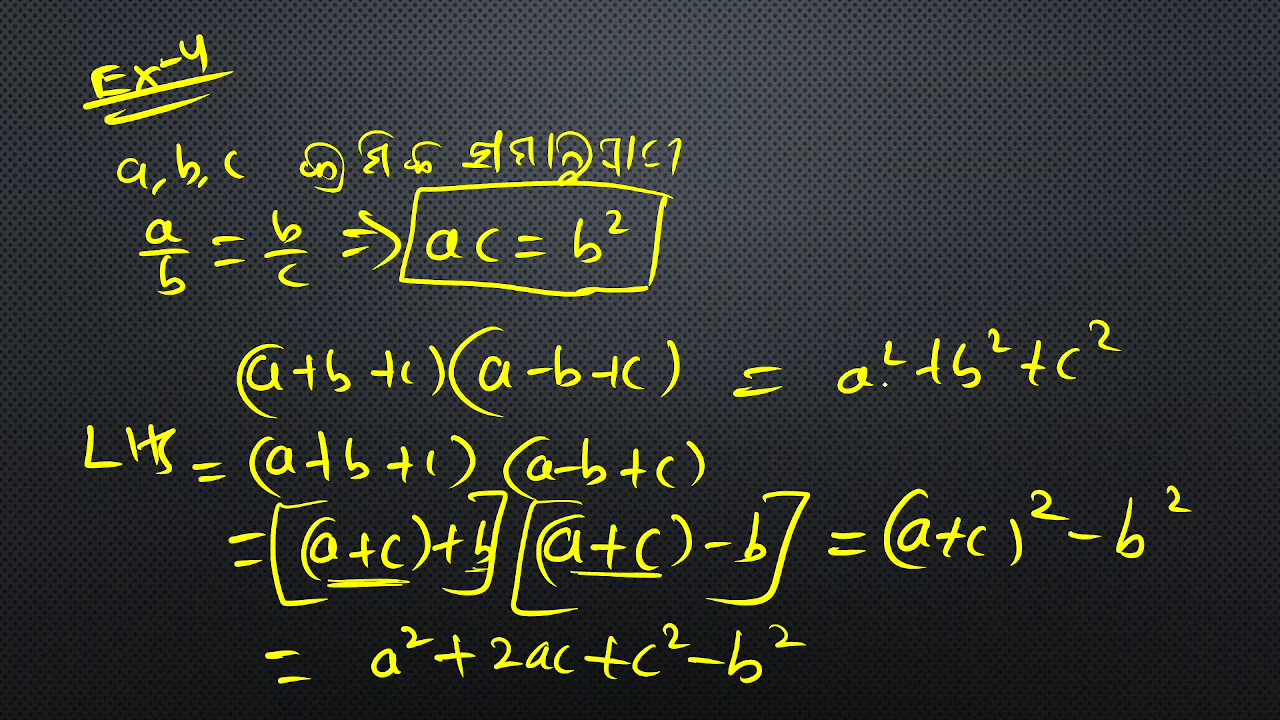 Ex-4
a, b, c କ୍ରମିକ ସମାନୁପାତୀ
a/b = b/c ⇒ ac = b²
(a+b+c)(a-b+c) = a²+b²+c²
LHS = (a+b+c) (a-b+c)
= [(a+c)+b] [(a+c)-b] = (a+c)² - b²
= a² + 2ac + c² - b²